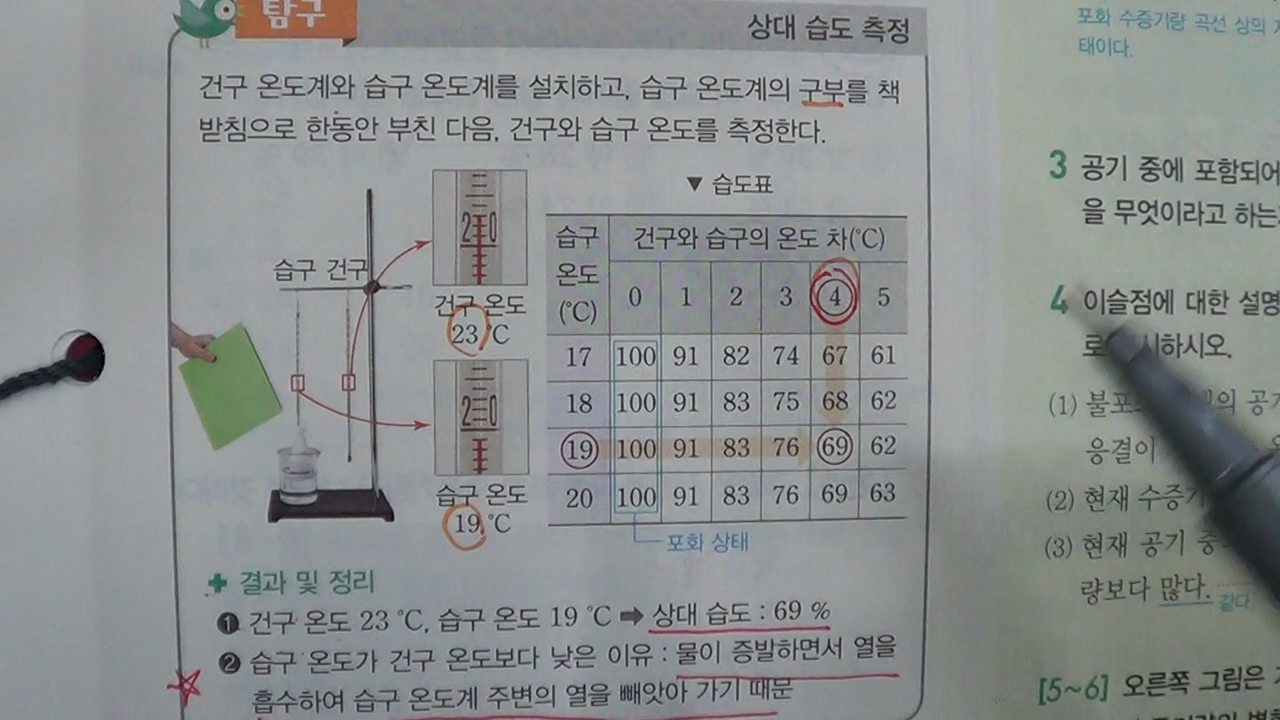 탐구
상대 습도 측정
건구 온도계와 습구 온도계를 설치하고, 습구 온도계의 구부를 책
받침으로 한동안 부친 다음, 건구와 습구 온도를 측정한다.
습구 건구
20
건구 온도
23 ℃
20
습구 온도
19 ℃
▼ 습도표
습구 온도 (℃) 건구와 습구의 온도 차(℃)
0 1 2 3 4 5
17 100 91 82 74 67 61
18 100 91 83 75 68 62
19 100 91 83 76 69 62
20 100 91 83 76 69 63
포화 상태
✚ 결과 및 정리
❶ 건구 온도 23 ℃, 습구 온도 19 ℃ ➡ 상대 습도 : 69 %
❷ 습구 온도가 건구 온도보다 낮은 이유 : 물이 증발하면서 열을
흡수하여 습구 온도계 주변의 열을 빼앗아 가기 때문
포화 수증기량 곡선 상의
태이다.
3 공기 중에 포함되어
을 무엇이라고 하는
4 이슬점에 대한 설명
하시오.
(1)
응결이
(2) 현재
(3) 현재 공기
량보다 많다. 같다
[5~6] 오른쪽 그림은